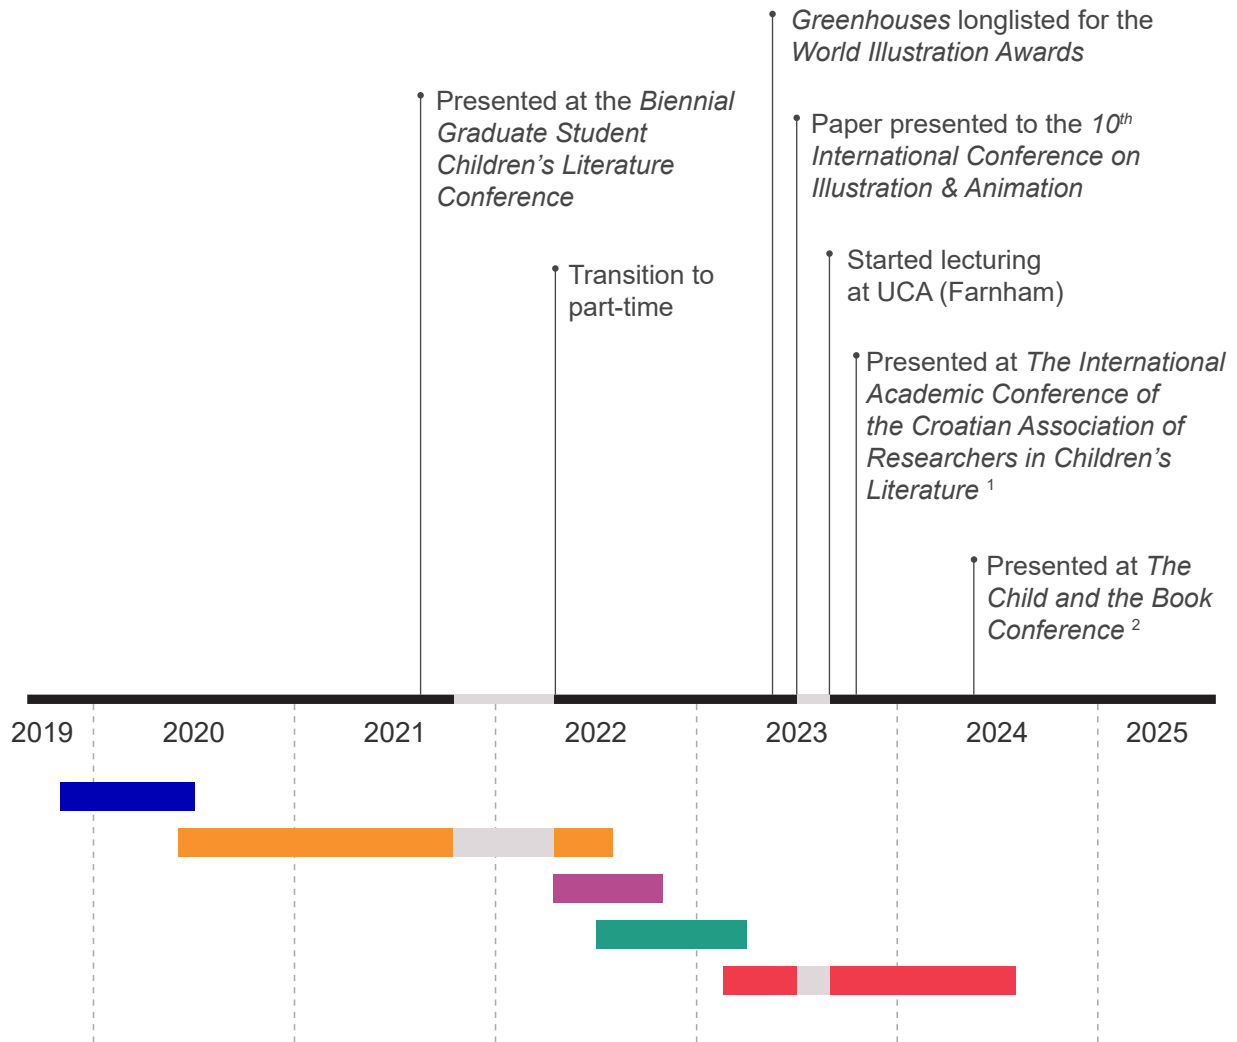 Greenhouses longlisted for the
World Illustration Awards
Presented at the Biennial
Graduate Student
Children’s Literature
Conference
Paper presented to the 10th
International Conference on
Illustration & Animation
Transition to
part-time
Started lecturing
at UCA (Farnham)
Presented at The International
Academic Conference of
the Croatian Association of
Researchers in Children’s
Literature 1
Presented at The
Child and the Book
Conference 2
2019
2020
2021
2022
2023
2024
2025